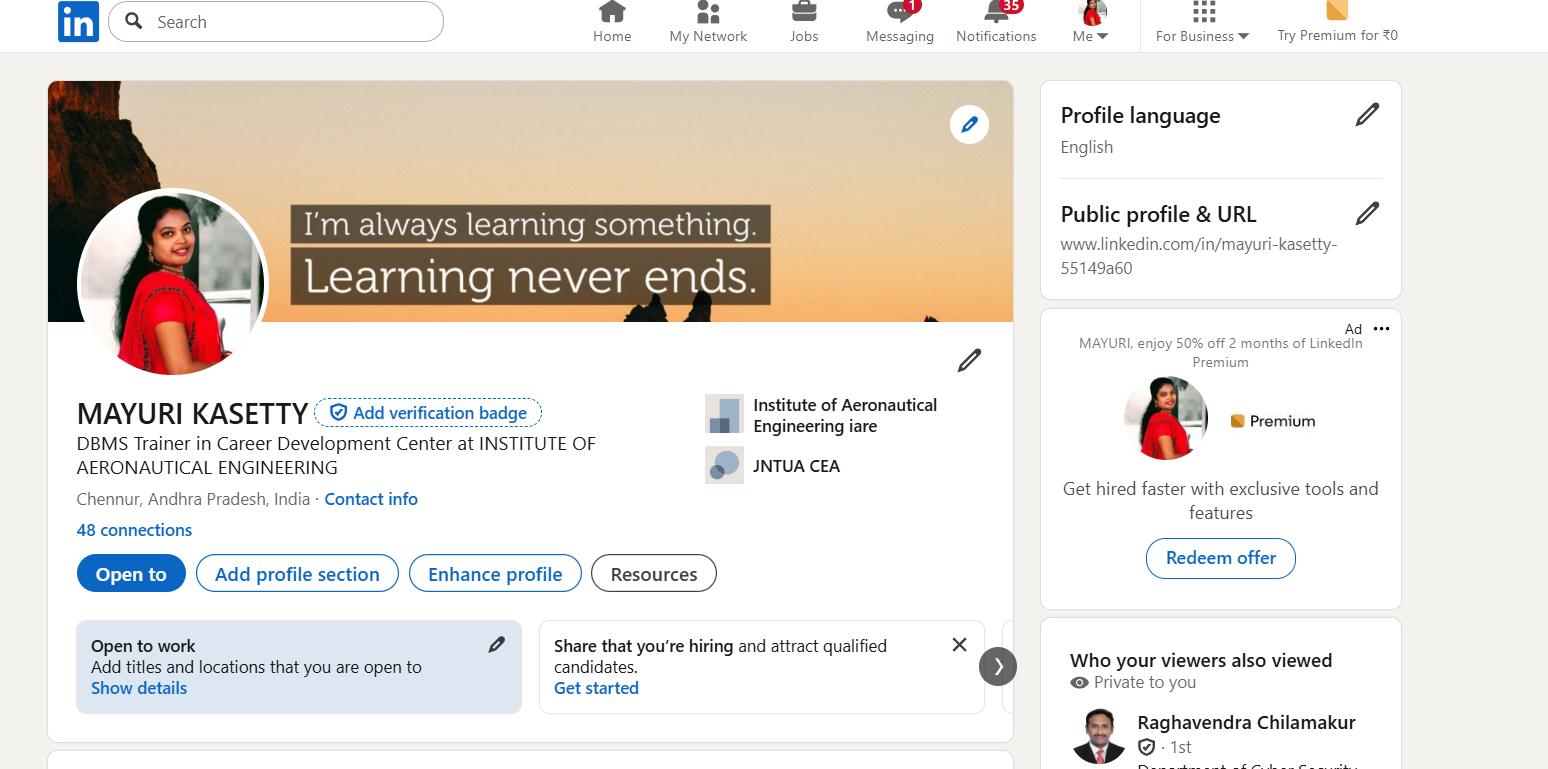 in
Search
Home
My Network
Jobs
1
Messaging
35
Notifications
Me
For Business
Try Premium for ₹0
I'm always learning something.
Learning never ends.
MAYURI KASETTY
Add verification badge
DBMS Trainer in Career Development Center at INSTITUTE OF
AERONAUTICAL ENGINEERING
Chennur, Andhra Pradesh, India · Contact info
48 connections
Institute of Aeronautical
Engineering iare
JNTUA CEA
Open to
Add profile section
Enhance profile
Resources
Open to work
Add titles and locations that you are open to
Show details
Share that you're hiring and attract qualified
candidates.
Get started
Profile language
English
Public profile & URL
www.linkedin.com/in/mayuri-kasetty-
55149a60
Ad
MAYURI, enjoy 50% off 2 months of LinkedIn
Premium
Premium
Get hired faster with exclusive tools and
features
Redeem offer
Who your viewers also viewed
Private to you
Raghavendra Chilamakur
· 1st
Department of Cyber Security